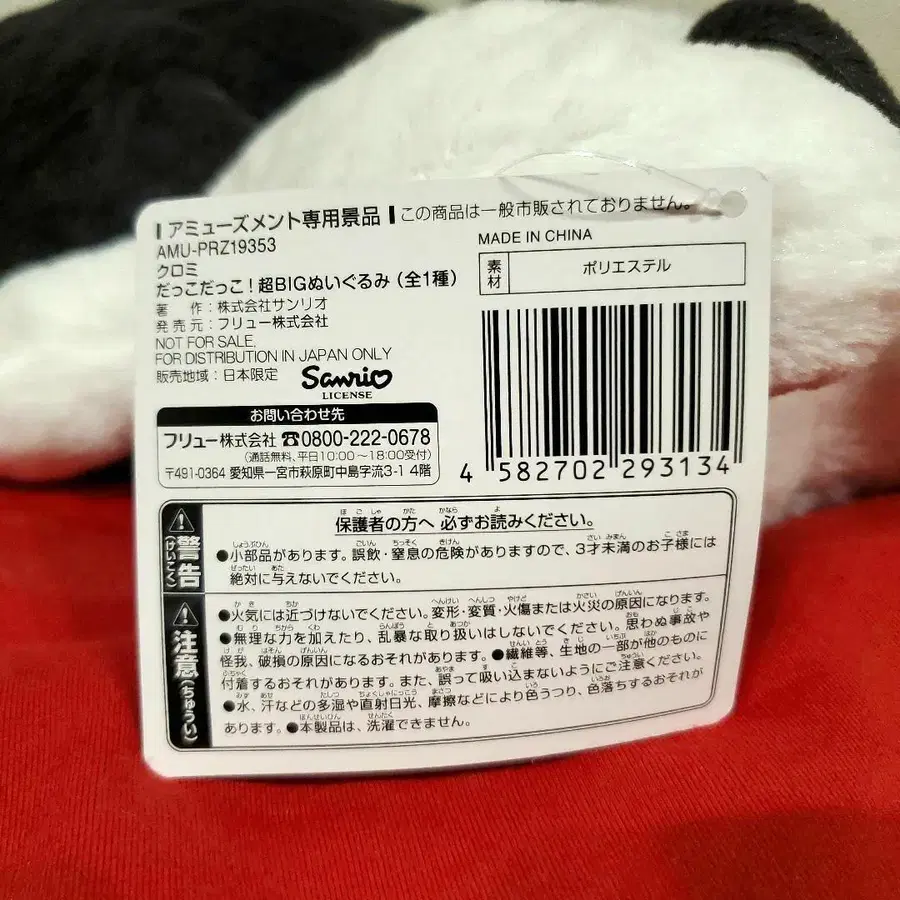 アミューズメント専用景品
この商品は一般市販されておりません。
AMU-PRZ19353
クロミ
だっこだっこ！超BIGぬいぐるみ（全1種）
著　作：株式会社サンリオ
発売元：フリュー株式会社
NOT FOR SALE.
FOR DISTRIBUTION IN JAPAN ONLY
販売地域：日本限定
Sanrio
LICENSE
お問い合わせ先
フリュー株式会社 ☎0800-222-0678
（通話無料、平日10:00〜18:00受付）
〒491-0364 愛知県一宮市萩原町中島字流3-1 4階
MADE IN CHINA
素材
ポリエステル
4 582702 293134
警告
（けいこく）
保護者の方へ 必ずお読みください。
●小部品があります。誤飲・窒息の危険がありますので、3才未満のお子様には
絶対に与えないでください。
注意（ちゅうい）
●火気には近づけないでください。変形・変質・火傷または火災の原因になります。
●無理な力を加えたり、乱暴な取り扱いはしないでください。思わぬ事故や
怪我、破損の原因になるおそれがあります。●繊維等、生地の一部が他のものに
付着するおそれがあります。また、誤って吸い込まないようにご注意ください。
●水、汗などの多湿や直射日光、摩擦などにより色うつり、色落ちするおそれが
あります。●本製品は、洗濯できません。